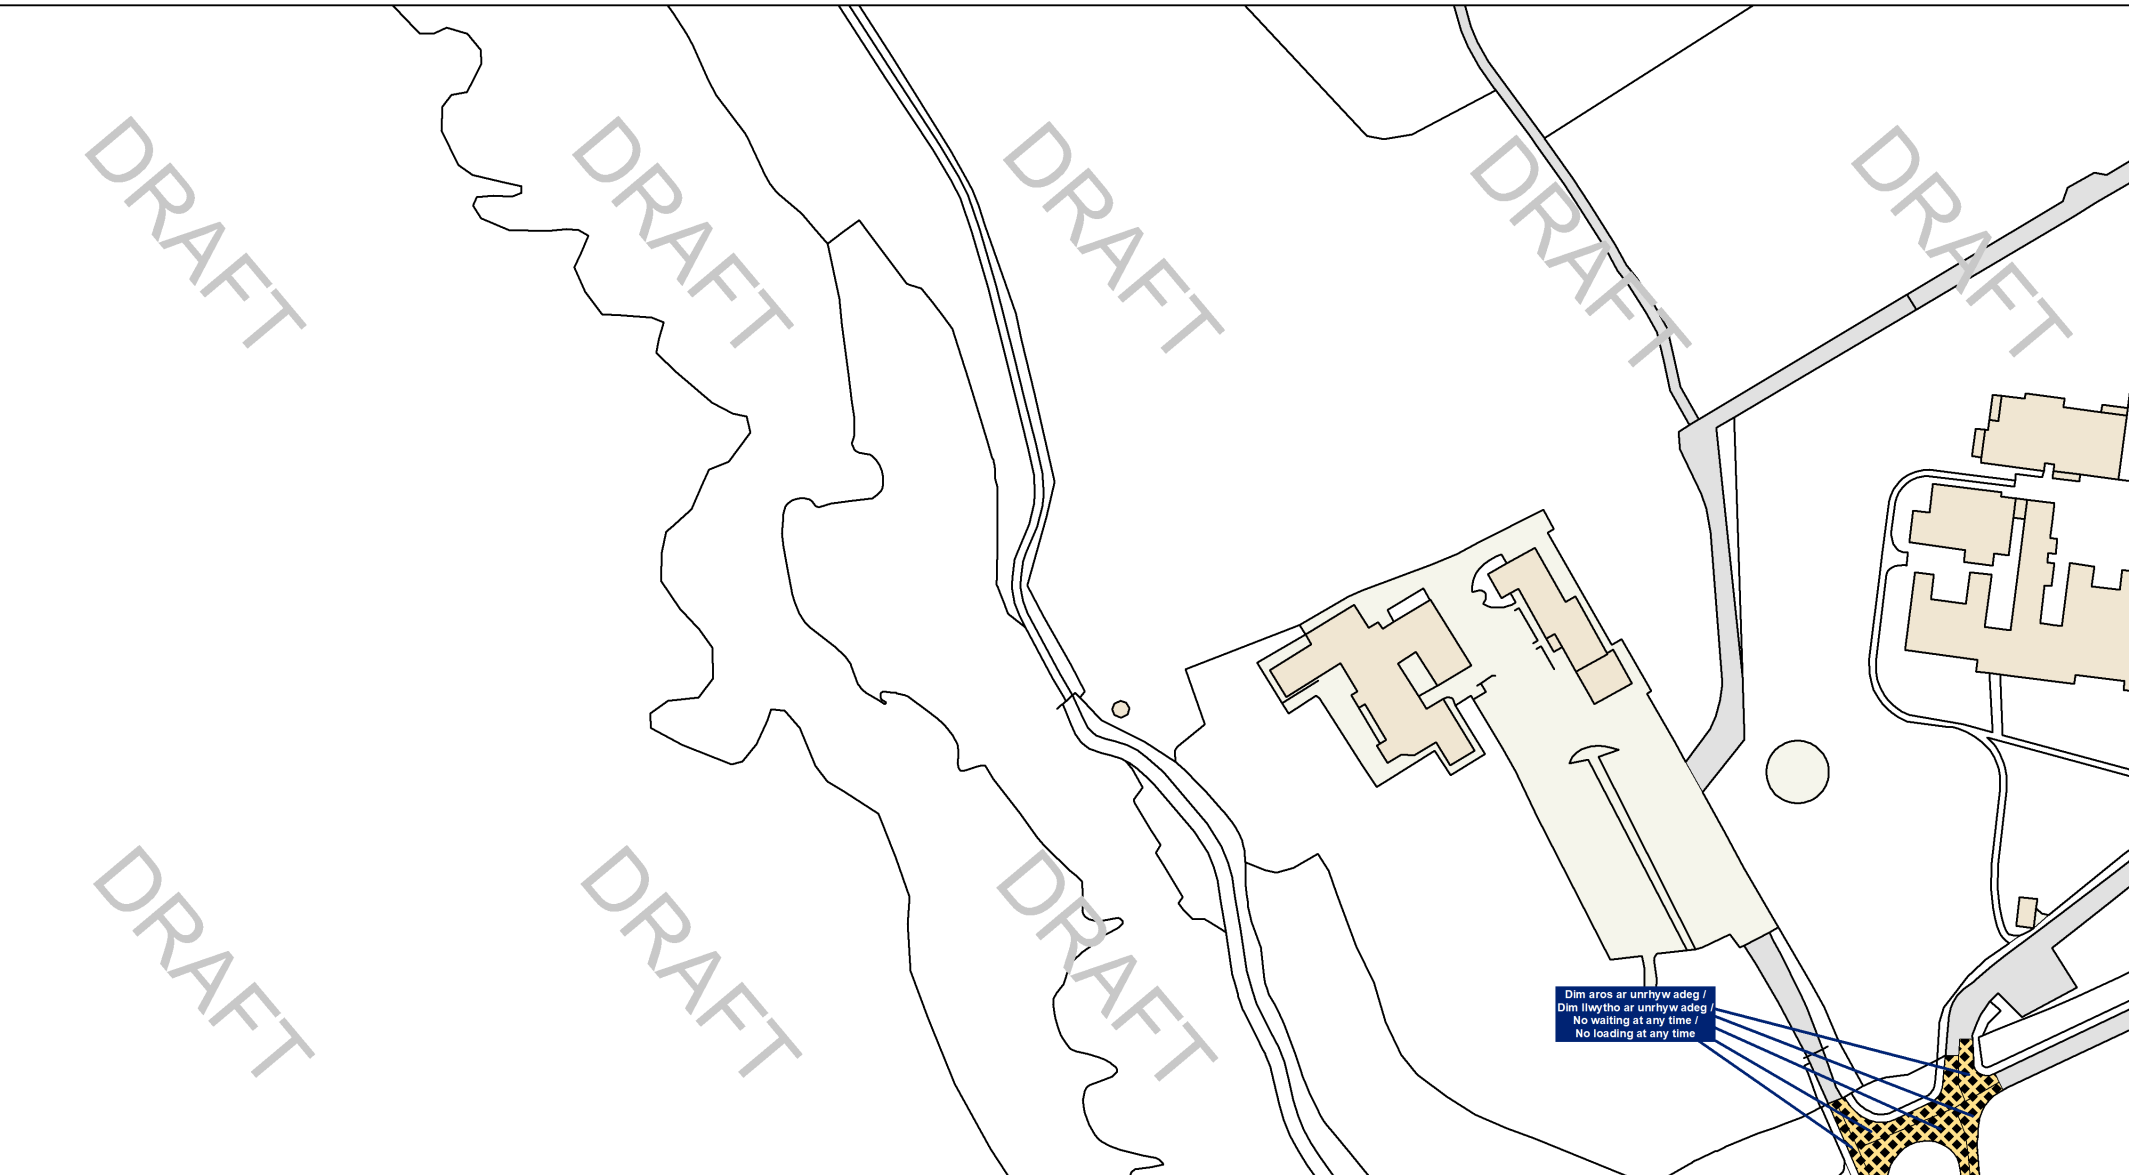 DRAFT
DRAFT
DRAFT
DRAFT
DRAFT
DRAFT
DRAFT
DRAFT
Dim aros ar unrhyw adeg /
Dim llwytho ar unrhyw adeg /
No waiting at any time /
No loading at any time